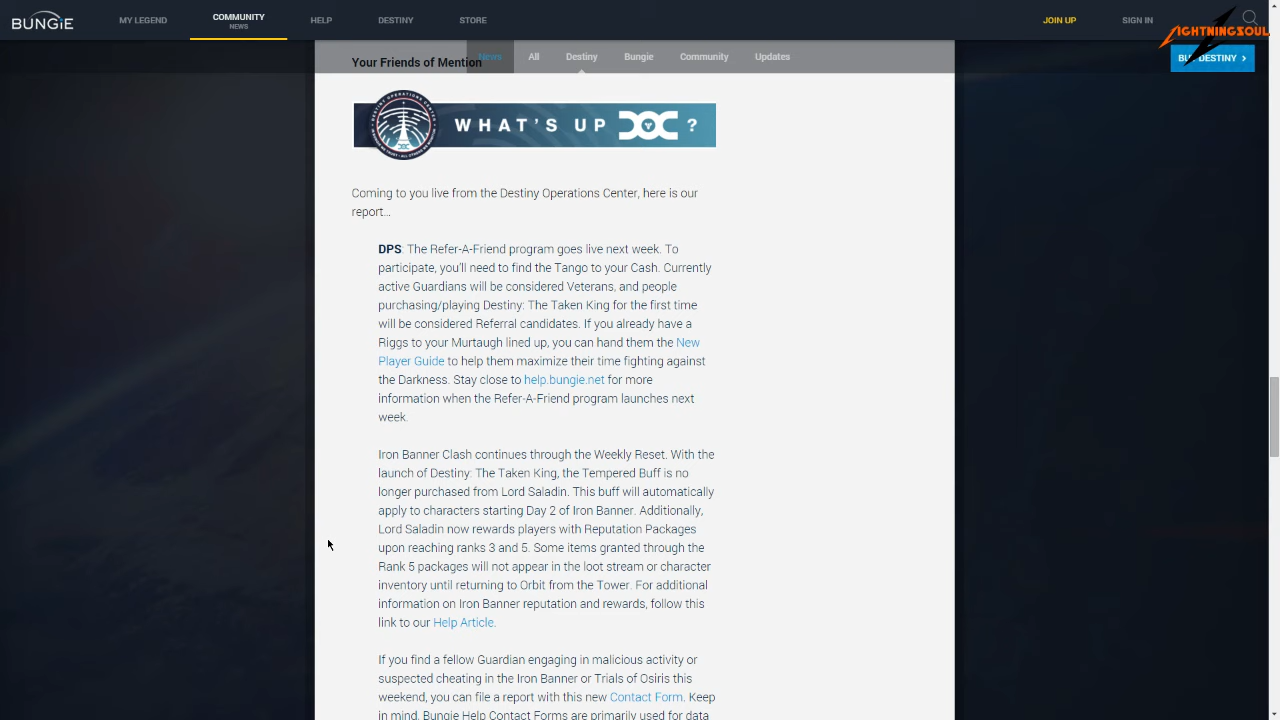 BUNGiE
MY LEGEND
COMMUNITY
NEWS
HELP
DESTINY
STORE
JOIN UP
SIGN IN
LIGHTNINGSOUL
Your Friends of Mention
News
All
Destiny
Bungie
Community
Updates
DESTINY
WHAT'S UP DOC ?
Coming to you live from the Destiny Operations Center, here is our
report…
DPS: The Refer-A-Friend program goes live next week. To
participate, you'll need to find the Tango to your Cash. Currently
active Guardians will be considered Veterans, and people
purchasing/playing Destiny: The Taken King for the first time
will be considered Referral candidates. If you already have a
Riggs to your Murtaugh lined up, you can hand them the New
Player Guide to help them maximize their time fighting against
the Darkness. Stay close to help.bungie.net for more
information when the Refer-A-Friend program launches next
week.
Iron Banner Clash continues through the Weekly Reset. With the
launch of Destiny: The Taken King, the Tempered Buff is no
longer purchased from Lord Saladin. This buff will automatically
apply to characters starting Day 2 of Iron Banner. Additionally,
Lord Saladin now rewards players with Reputation Packages
upon reaching ranks 3 and 5. Some items granted through the
Rank 5 packages will not appear in the loot stream or character
inventory until returning to Orbit from the Tower. For additional
information on Iron Banner reputation and rewards, follow this
link to our Help Article.
If you find a fellow Guardian engaging in malicious activity or
suspected cheating in the Iron Banner or Trials of Osiris this
weekend, you can file a report with this new Contact Form. Keep
in mind, Bungie Help Contact Forms are primarily used for data